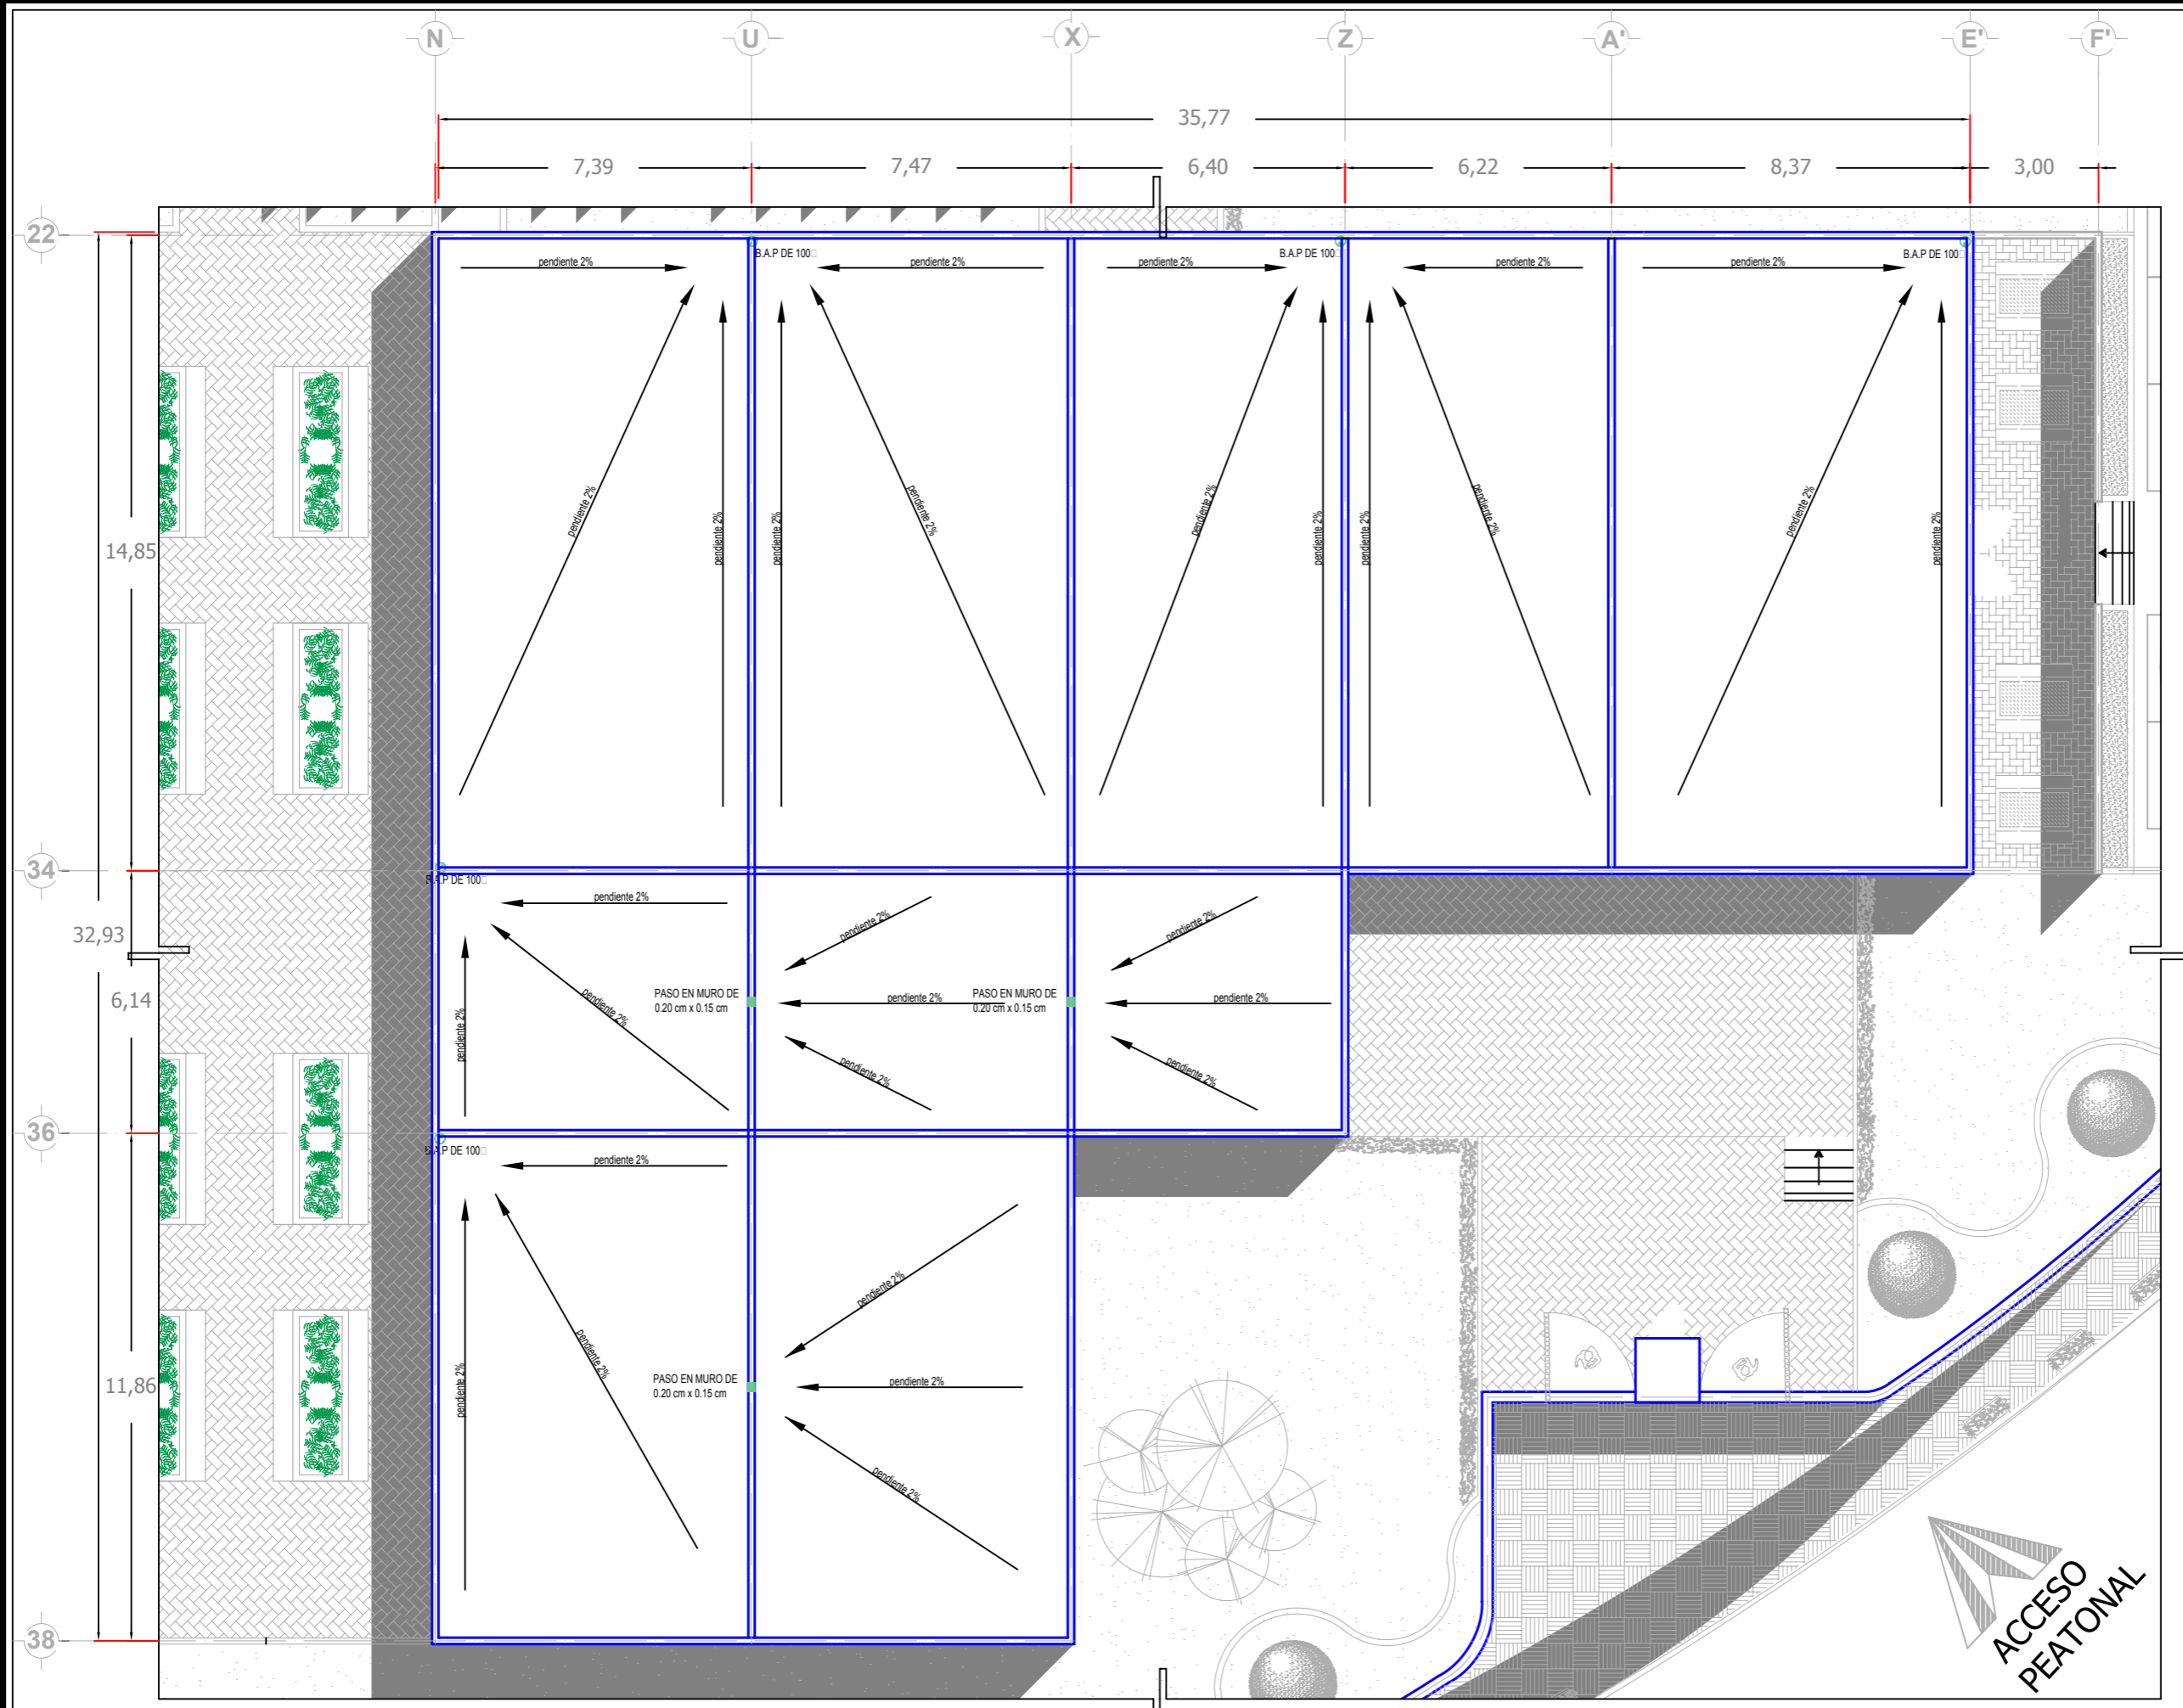 N U X Z A' E' F'
35,77
7,39 7,47 6,40 6,22 8,37 3,00
22
B.A.P DE 100 B.A.P DE 100 B.A.P DE 100
pendiente 2% pendiente 2% pendiente 2% pendiente 2% pendiente 2%
pendiente 2% pendiente 2% pendiente 2% pendiente 2% pendiente 2%
pendiente 2% pendiente 2% pendiente 2% pendiente 2% pendiente 2%
14,85
34
B.A.P DE 100
pendiente 2% pendiente 2% pendiente 2%
32,93
PASO EN MURO DE
0.20 cm x 0.15 cm
PASO EN MURO DE
0.20 cm x 0.15 cm
6,14
pendiente 2% pendiente 2% pendiente 2% pendiente 2%
pendiente 2% pendiente 2%
36
B.A.P DE 100
pendiente 2%
pendiente 2%
pendiente 2%
pendiente 2%
PASO EN MURO DE
0.20 cm x 0.15 cm
pendiente 2%
11,86
pendiente 2%
38
ACCESO
PEATONAL